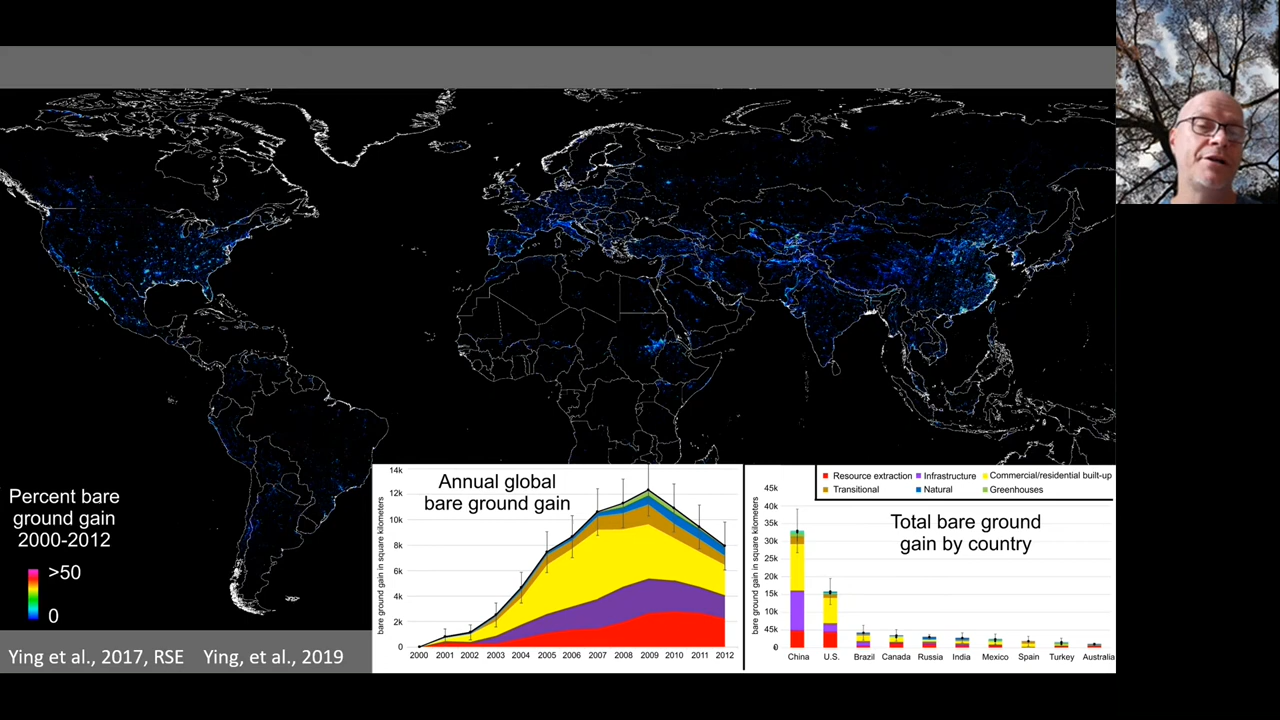 Percent bare
ground gain
2000-2012
>50
0
Ying et al., 2017, RSE Ying, et al., 2019
Annual global
bare ground gain
bare ground gain in square kilometers
14k
12k
10k
8k
6k
4k
2k
0
2000 2001 2002 2003 2004 2005 2006 2007 2008 2009 2010 2011 2012
Resource extraction Infrastructure Commercial/residential built-up
Transitional Natural Greenhouses
Total bare ground
gain by country
bare ground gain in square kilometers
45k
40k
35k
30k
25k
20k
15k
10k
45k
0
China U.S. Brazil Canada Russia India Mexico Spain Turkey Australia